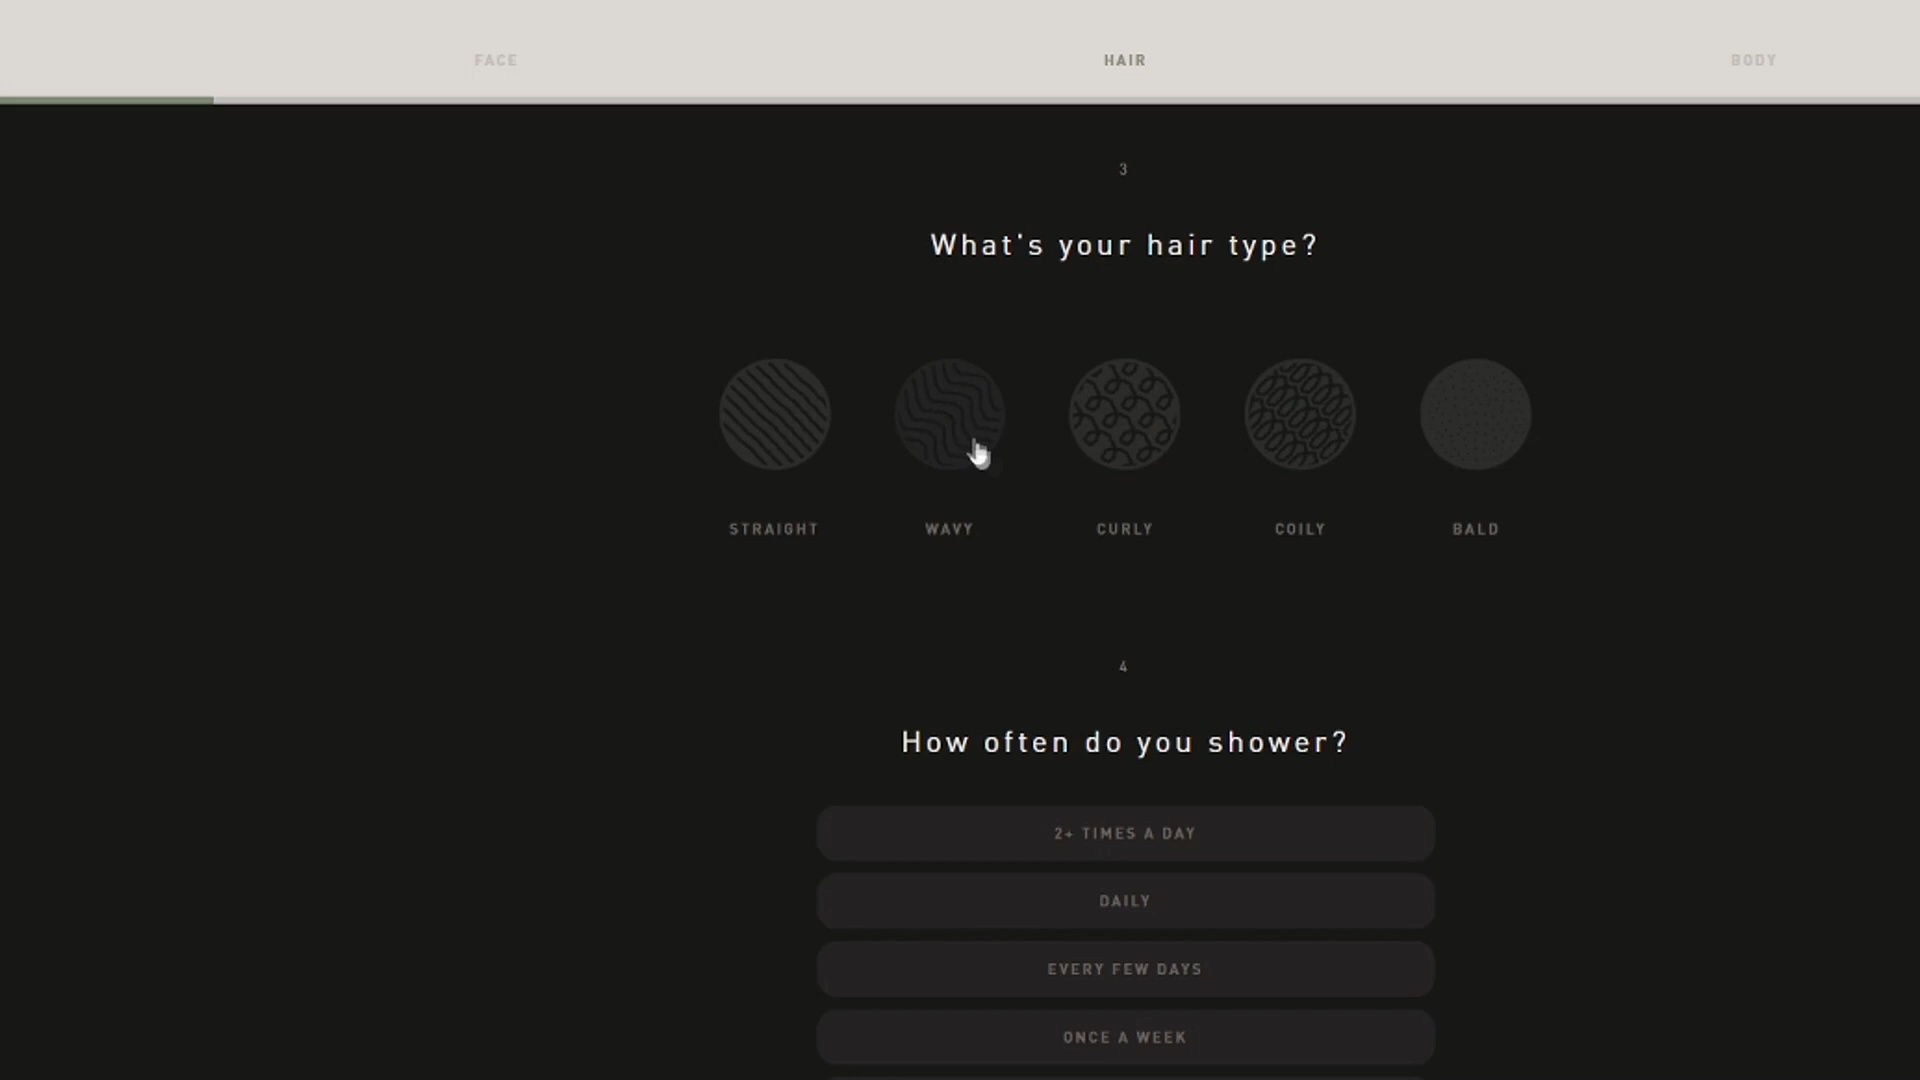 FACE
HAIR
BODY
3
What's your hair type?
STRAIGHT
WAVY
CURLY
COILY
BALD
4
How often do you shower?
2+ TIMES A DAY
DAILY
EVERY FEW DAYS
ONCE A WEEK